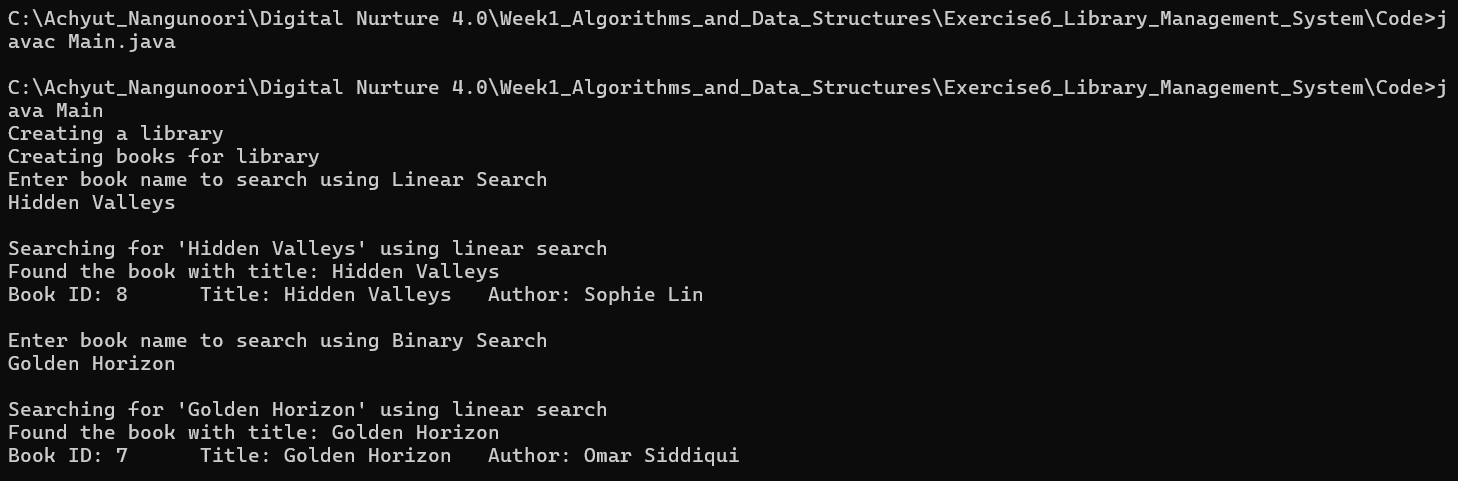 C:\Achyut_Nangunoori\Digital Nurture 4.0\Week1_Algorithms_and_Data_Structures\Exercise6_Library_Management_System\Code>j
avac Main.java
C:\Achyut_Nangunoori\Digital Nurture 4.0\Week1_Algorithms_and_Data_Structures\Exercise6_Library_Management_System\Code>j
ava Main
Creating a library
Creating books for library
Enter book name to search using Linear Search
Hidden Valleys
Searching for 'Hidden Valleys' using linear search
Found the book with title: Hidden Valleys
Book ID: 8      Title: Hidden Valleys   Author: Sophie Lin
Enter book name to search using Binary Search
Golden Horizon
Searching for 'Golden Horizon' using linear search
Found the book with title: Golden Horizon
Book ID: 7      Title: Golden Horizon   Author: Omar Siddiqui